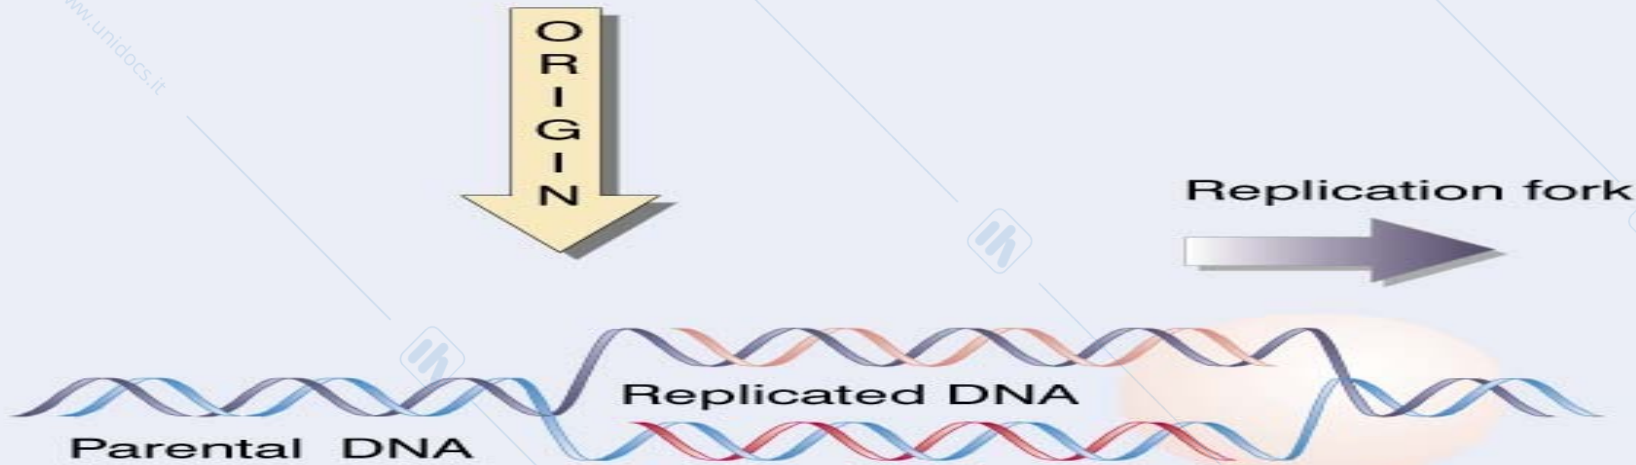 www.unidocs.it
ORIGIN
Replication fork
Replicated DNA
Parental DNA